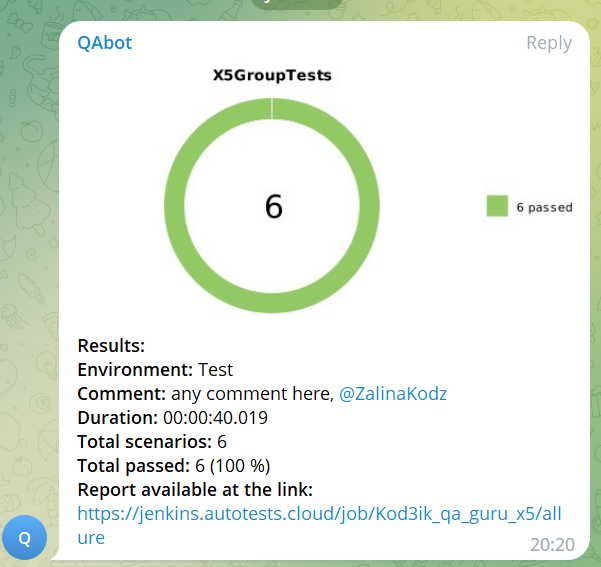 QAbot Reply
X5GroupTests
6
6 passed
Results:
Environment: Test
Comment: any comment here, @ZalinaKodz
Duration: 00:00:40.019
Total scenarios: 6
Total passed: 6 (100 %)
Report available at the link:
https://jenkins.autotests.cloud/job/Kod3ik_qa_guru_x5/all
ure
Q
20:20